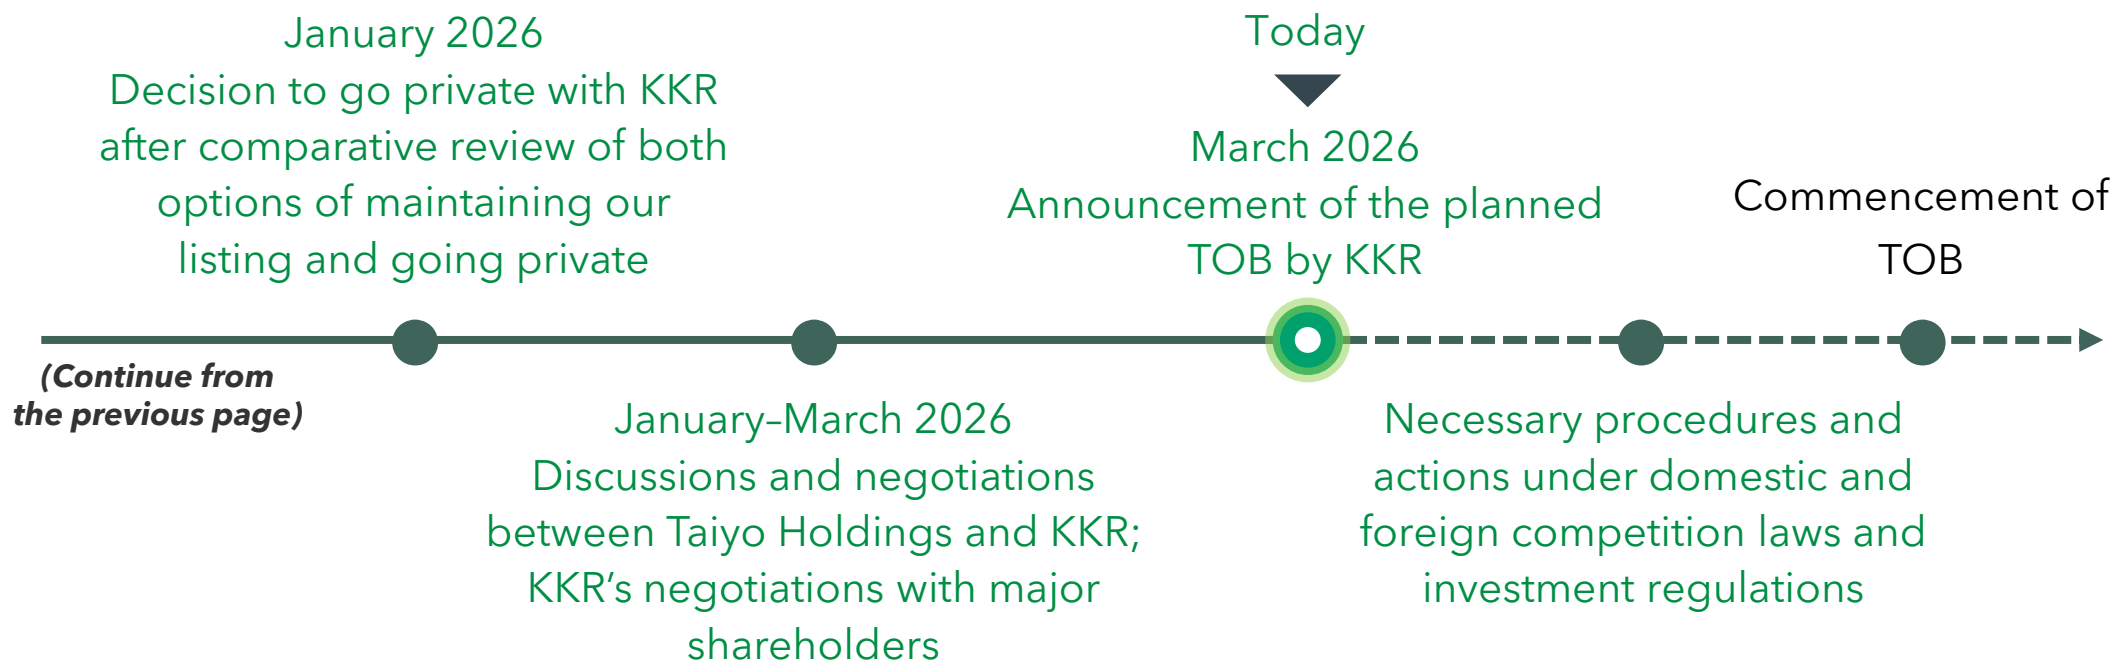 January 2026
Decision to go private with KKR
after comparative review of both
options of maintaining our
listing and going private
Today
March 2026
Announcement of the planned
TOB by KKR
Commencement of
TOB
(Continue from
the previous page)
January–March 2026
Discussions and negotiations
between Taiyo Holdings and KKR;
KKR’s negotiations with major
shareholders
Necessary procedures and
actions under domestic and
foreign competition laws and
investment regulations